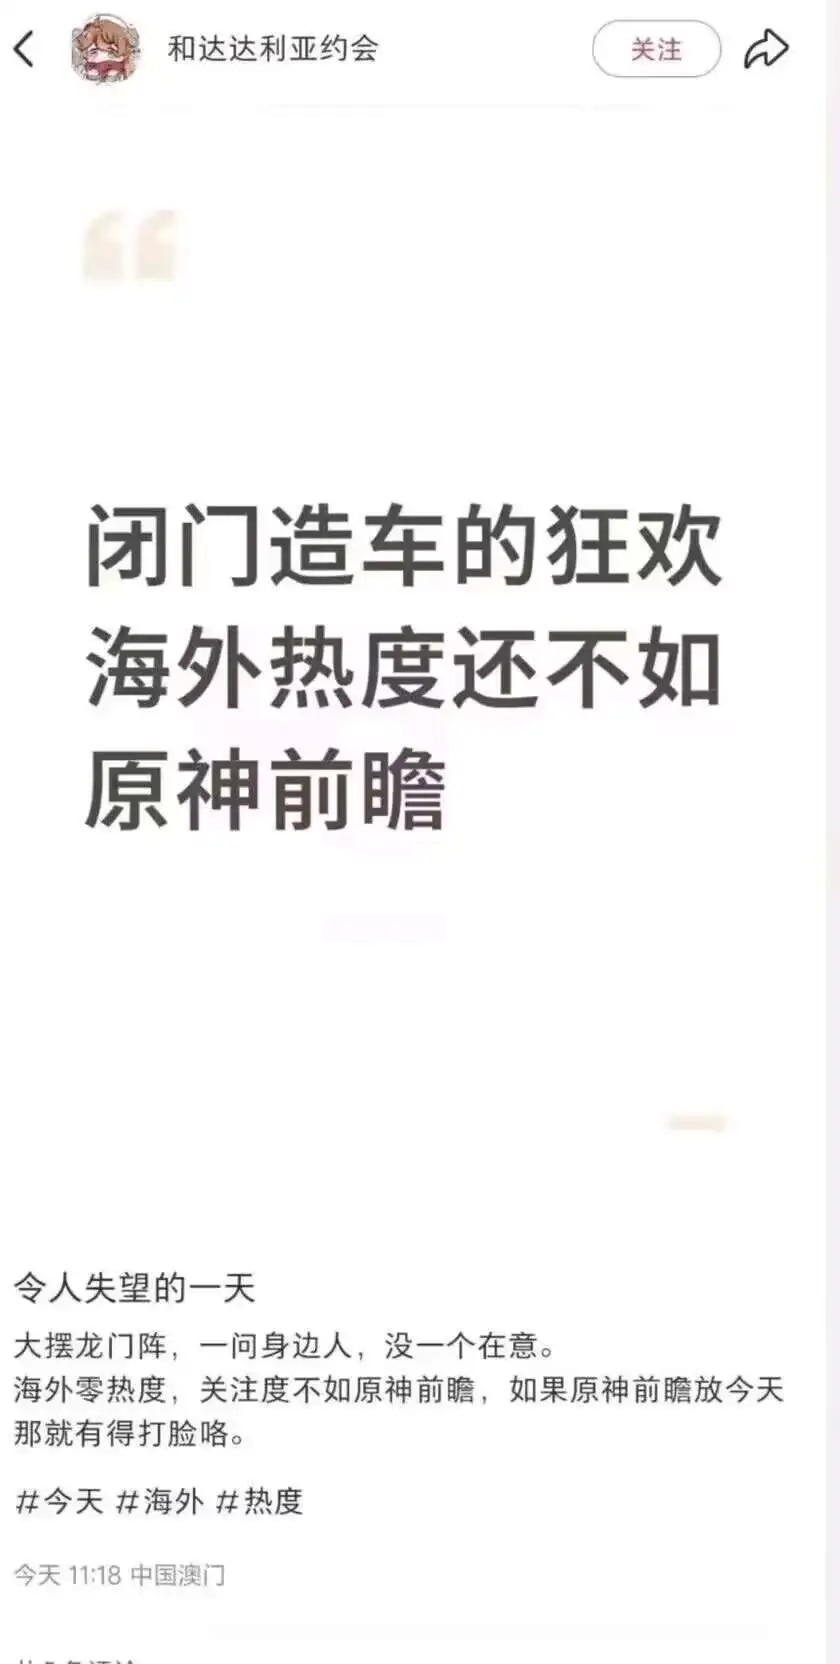 和达达利亚约会
关注
闭门造车的狂欢
海外热度还不如
原神前瞻
令人失望的一天
大摆龙门阵，一问身边人，没一个在意。
海外零热度，关注度不如原神前瞻，如果原神前瞻放今天
那就有得打脸咯。
#今天 #海外 #热度
今天 11:18 中国澳门